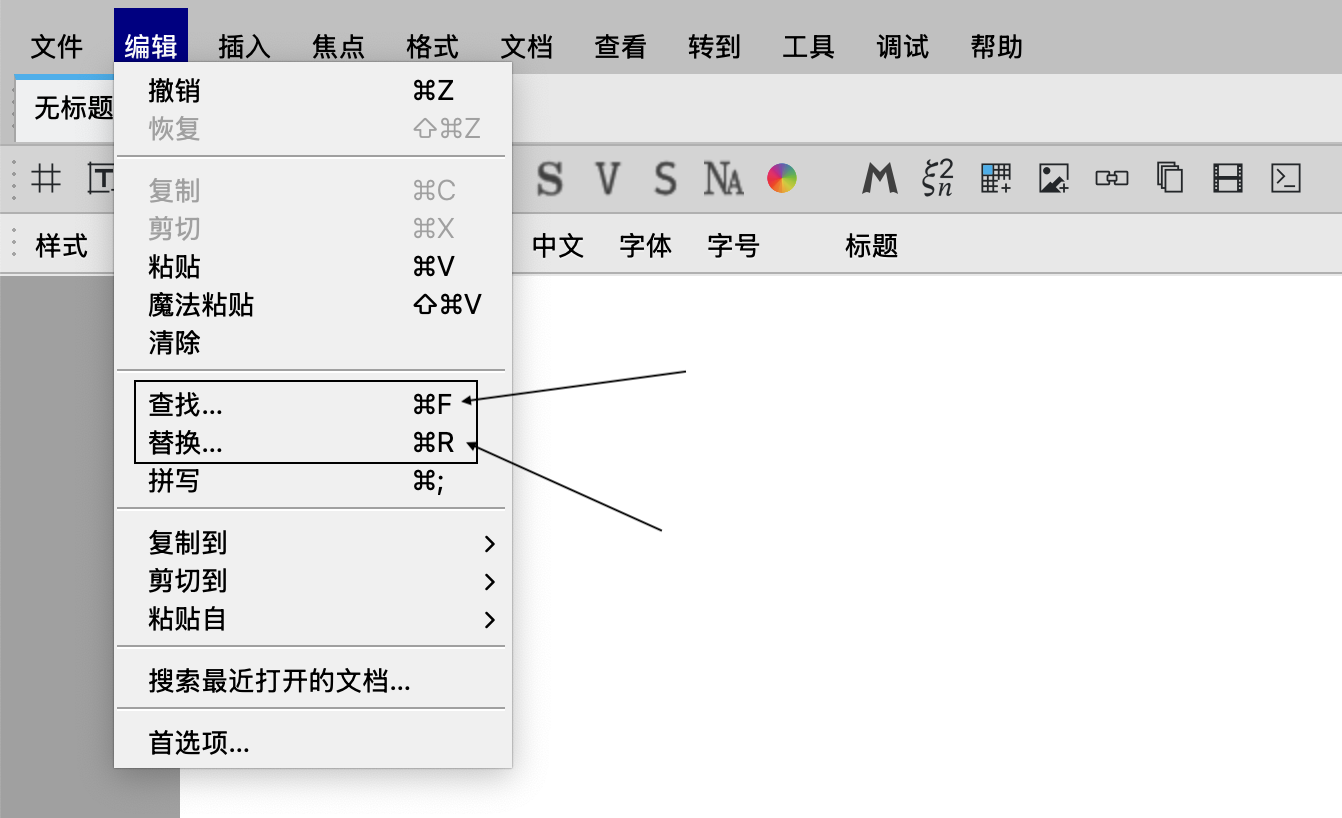 文件 编辑 插入 焦点 格式 文档 查看 转到 工具 调试 帮助
无标题
撤销 ⌘Z
恢复 ⇧⌘Z
复制 ⌘C
剪切 ⌘X
粘贴 ⌘V
魔法粘贴 ⇧⌘V
清除
查找... ⌘F
替换... ⌘R
拼写 ⌘;
复制到
剪切到
粘贴自
搜索最近打开的文档...
首选项...
S V S NA M ξ2n
样式 中文 字体 字号 标题